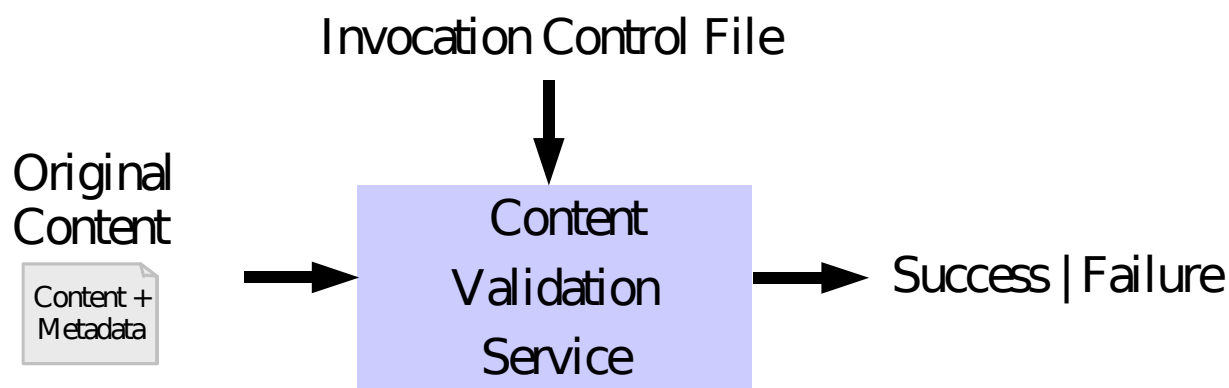 Invocation Control File
Original
Content
Content +
Metadata
Content
Validation
Service
Success | Failure